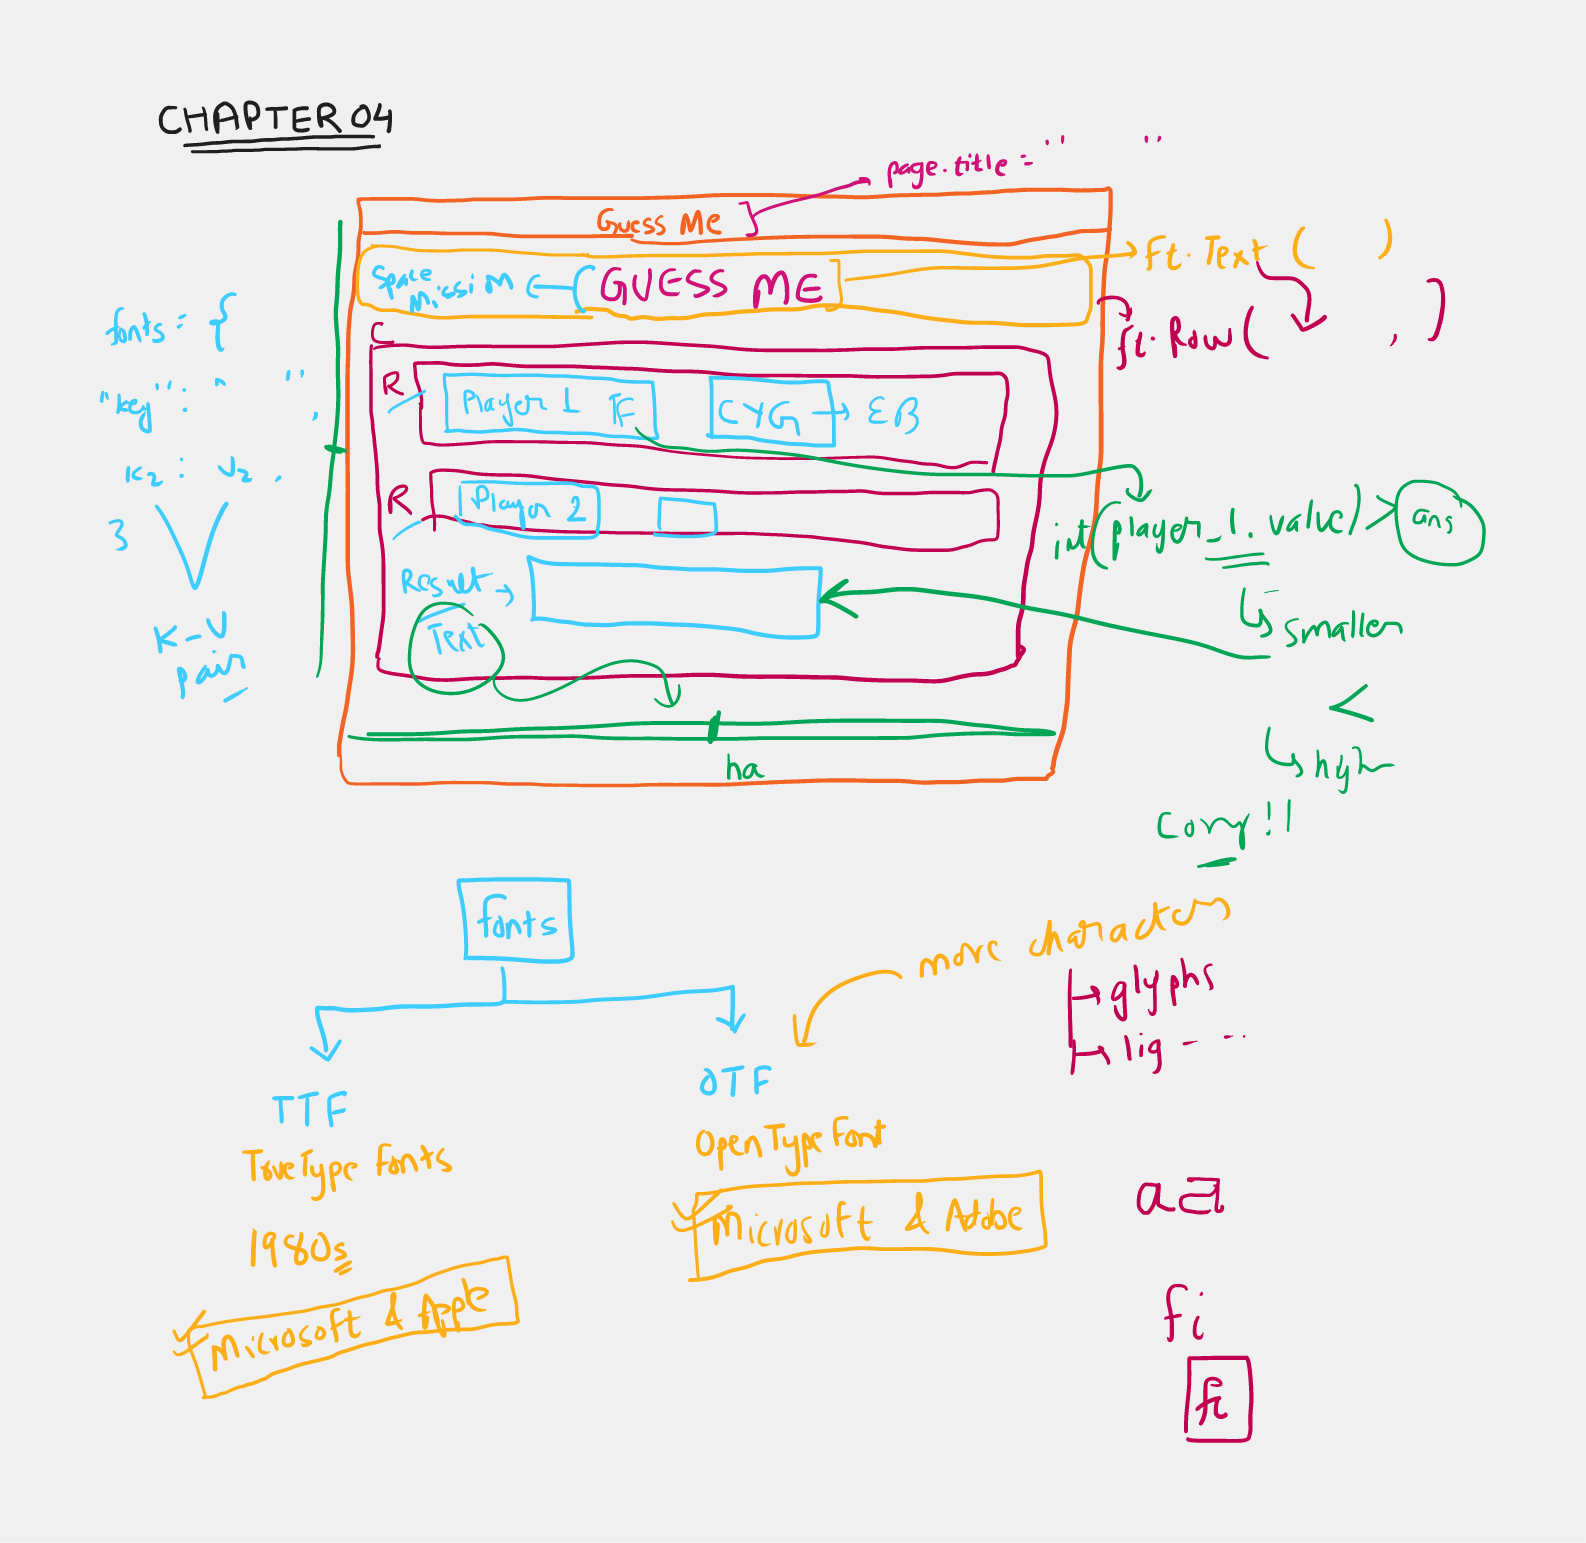 CHAPTER 04
page.title = " "
Guess Me
Space Mission
GUESS ME
ft.Text ( )
ft.Row ( , )
fonts = {
"key" : " ",
K2 : V2 ,
}
K-V
pair
C
R
Player 1 TF
CYG → EB
R
Player 2
int(player_1.value) > ans
smaller
Result →
Text
<
high
ha
Cong!!
fonts
more characters
glyphs
lig - - - -
TTF
TrueType Fonts
1980s
Microsoft & Apple
OTF
OpenType Font
Microsoft & Adobe
a a
fi
fi